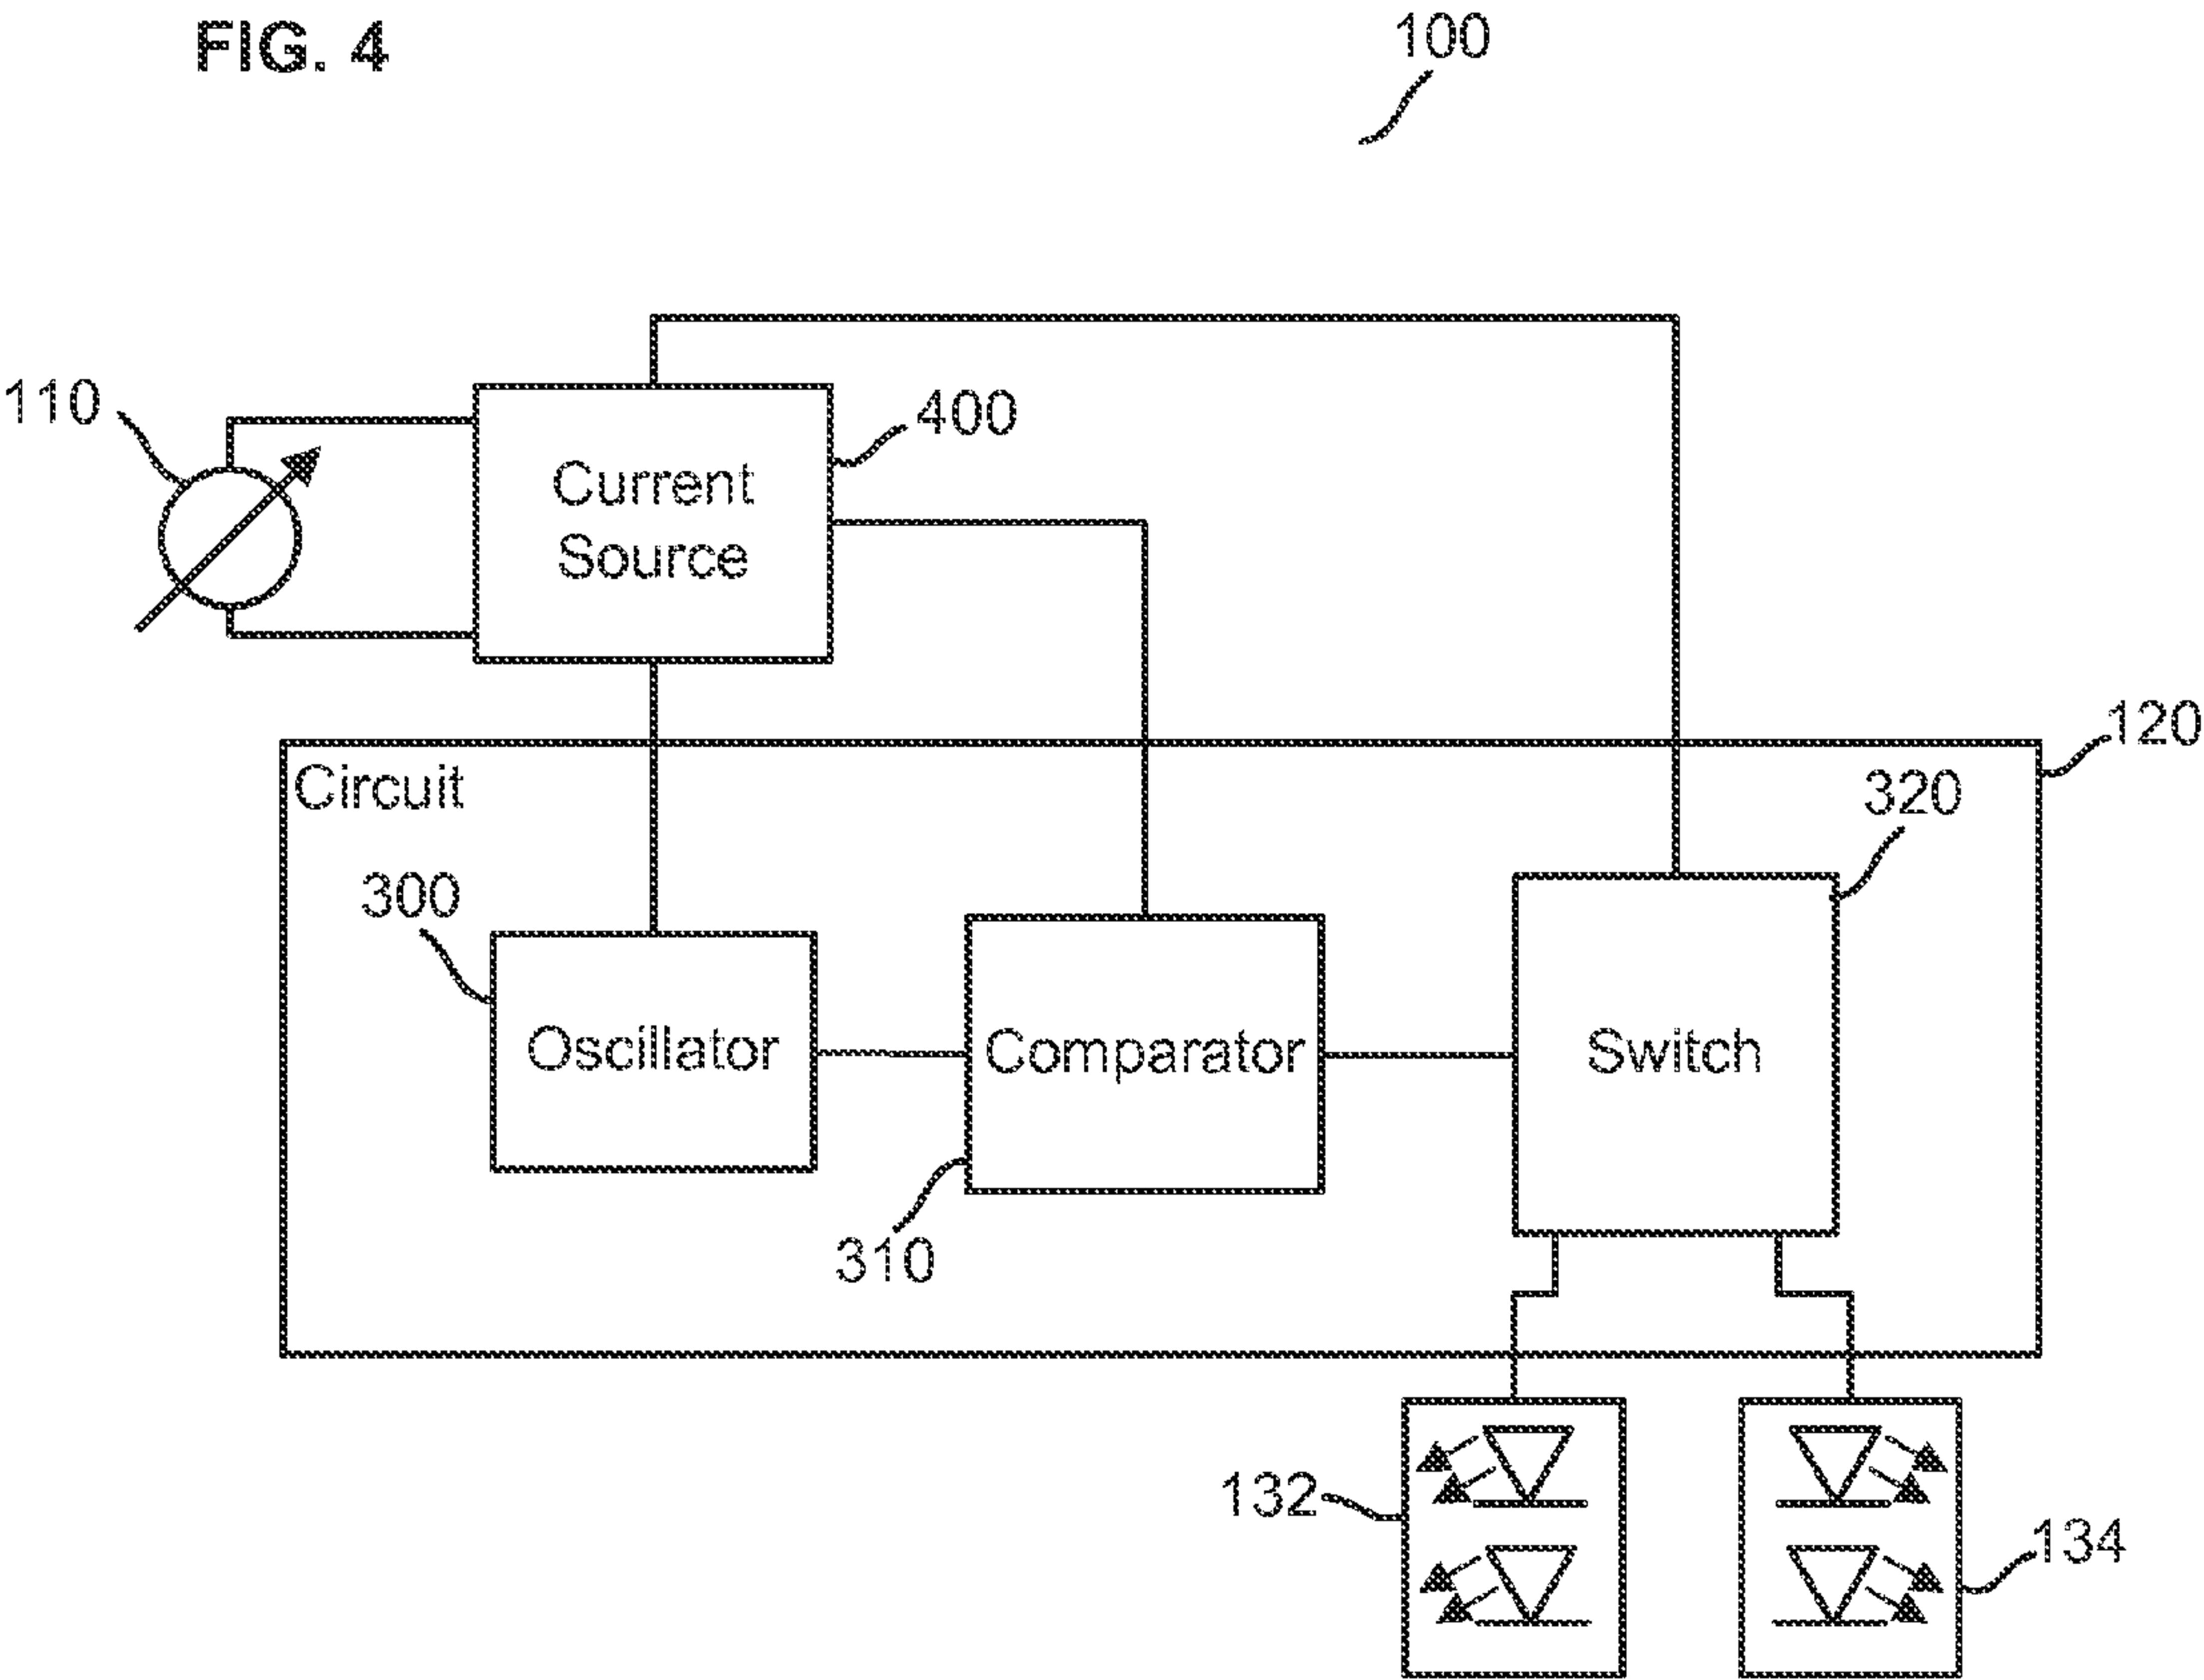 FIG. 4
100
110
400
Current
Source
120
Circuit
320
300
Oscillator
Comparator
Switch
310
132
134